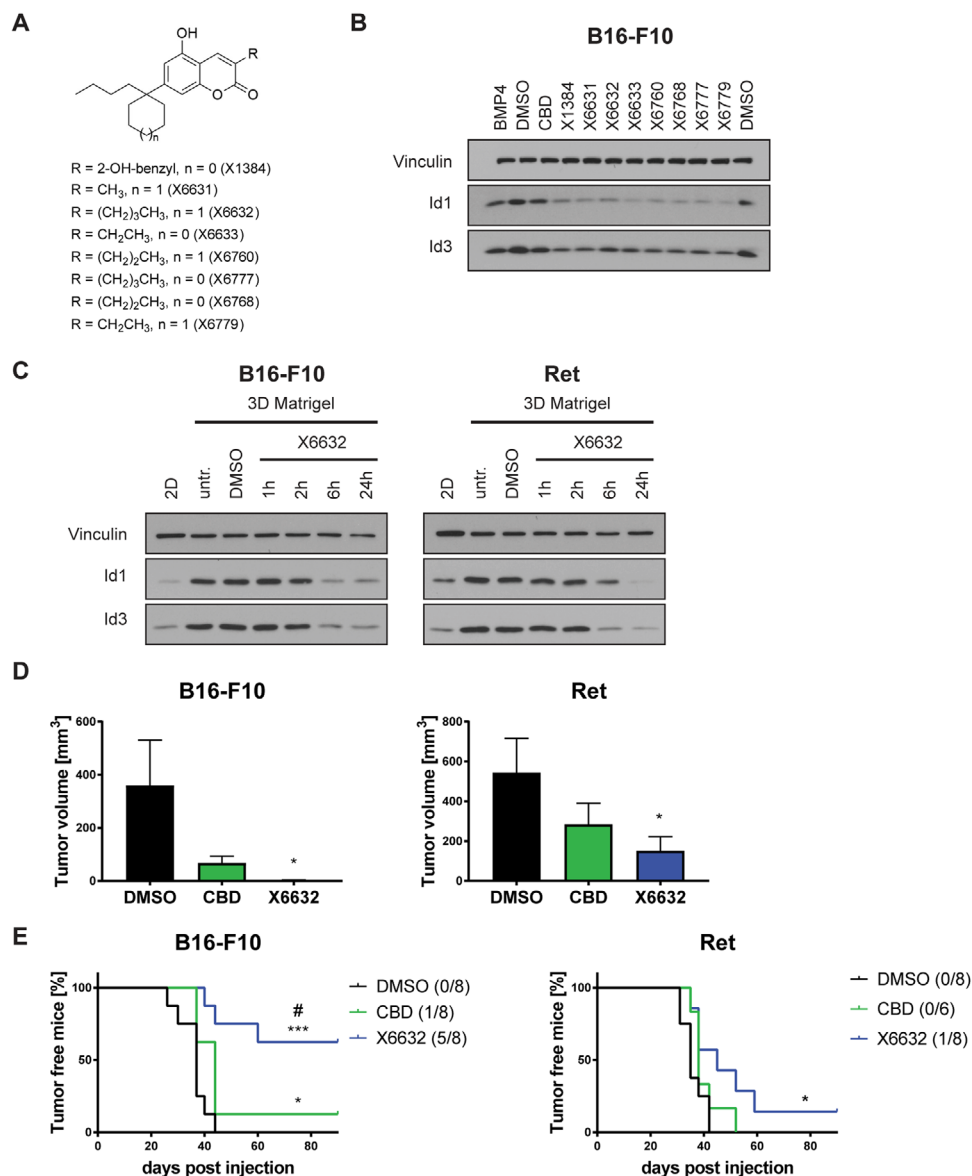 A
OH
R
O
O
( )n
R = 2-OH-benzyl, n = 0 (X1384)
R = CH₃, n = 1 (X6631)
R = (CH₂)₃CH₃, n = 1 (X6632)
R = CH₂CH₃, n = 0 (X6633)
R = (CH₂)₂CH₃, n = 1 (X6760)
R = (CH₂)₃CH₃, n = 0 (X6777)
R = (CH₂)₂CH₃, n = 0 (X6768)
R = CH₂CH₃, n = 1 (X6779)
B
B16-F10
BMP4 DMSO CBD X1384 X6631 X6632 X6633 X6760 X6768 X6777 X6779 DMSO
Vinculin
Id1
Id3
C
B16-F10
3D Matrigel
X6632
2D untr. DMSO 1h 2h 6h 24h
Vinculin
Id1
Id3
Ret
3D Matrigel
X6632
2D untr. DMSO 1h 2h 6h 24h
D
B16-F10
Tumor volume [mm³]
600
400
200
0
*
DMSO CBD X6632
Ret
Tumor volume [mm³]
800
600
400
200
0
*
DMSO CBD X6632
E
B16-F10
Tumor free mice [%]
100
50
0
0 20 40 60 80
days post injection
#
***
*
DMSO (0/8)
CBD (1/8)
X6632 (5/8)
Ret
Tumor free mice [%]
100
50
0
0 20 40 60 80
days post injection
*
DMSO (0/8)
CBD (0/6)
X6632 (1/8)